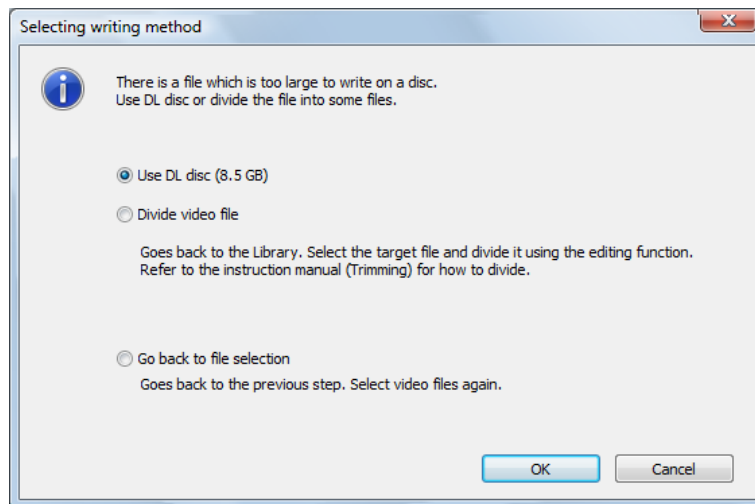 Selecting writing method
There is a file which is too large to write on a disc.
Use DL disc or divide the file into some files.
Use DL disc (8.5 GB)
Divide video file
Goes back to the Library. Select the target file and divide it using the editing function.
Refer to the instruction manual (Trimming) for how to divide.
Go back to file selection
Goes back to the previous step. Select video files again.
OK
Cancel